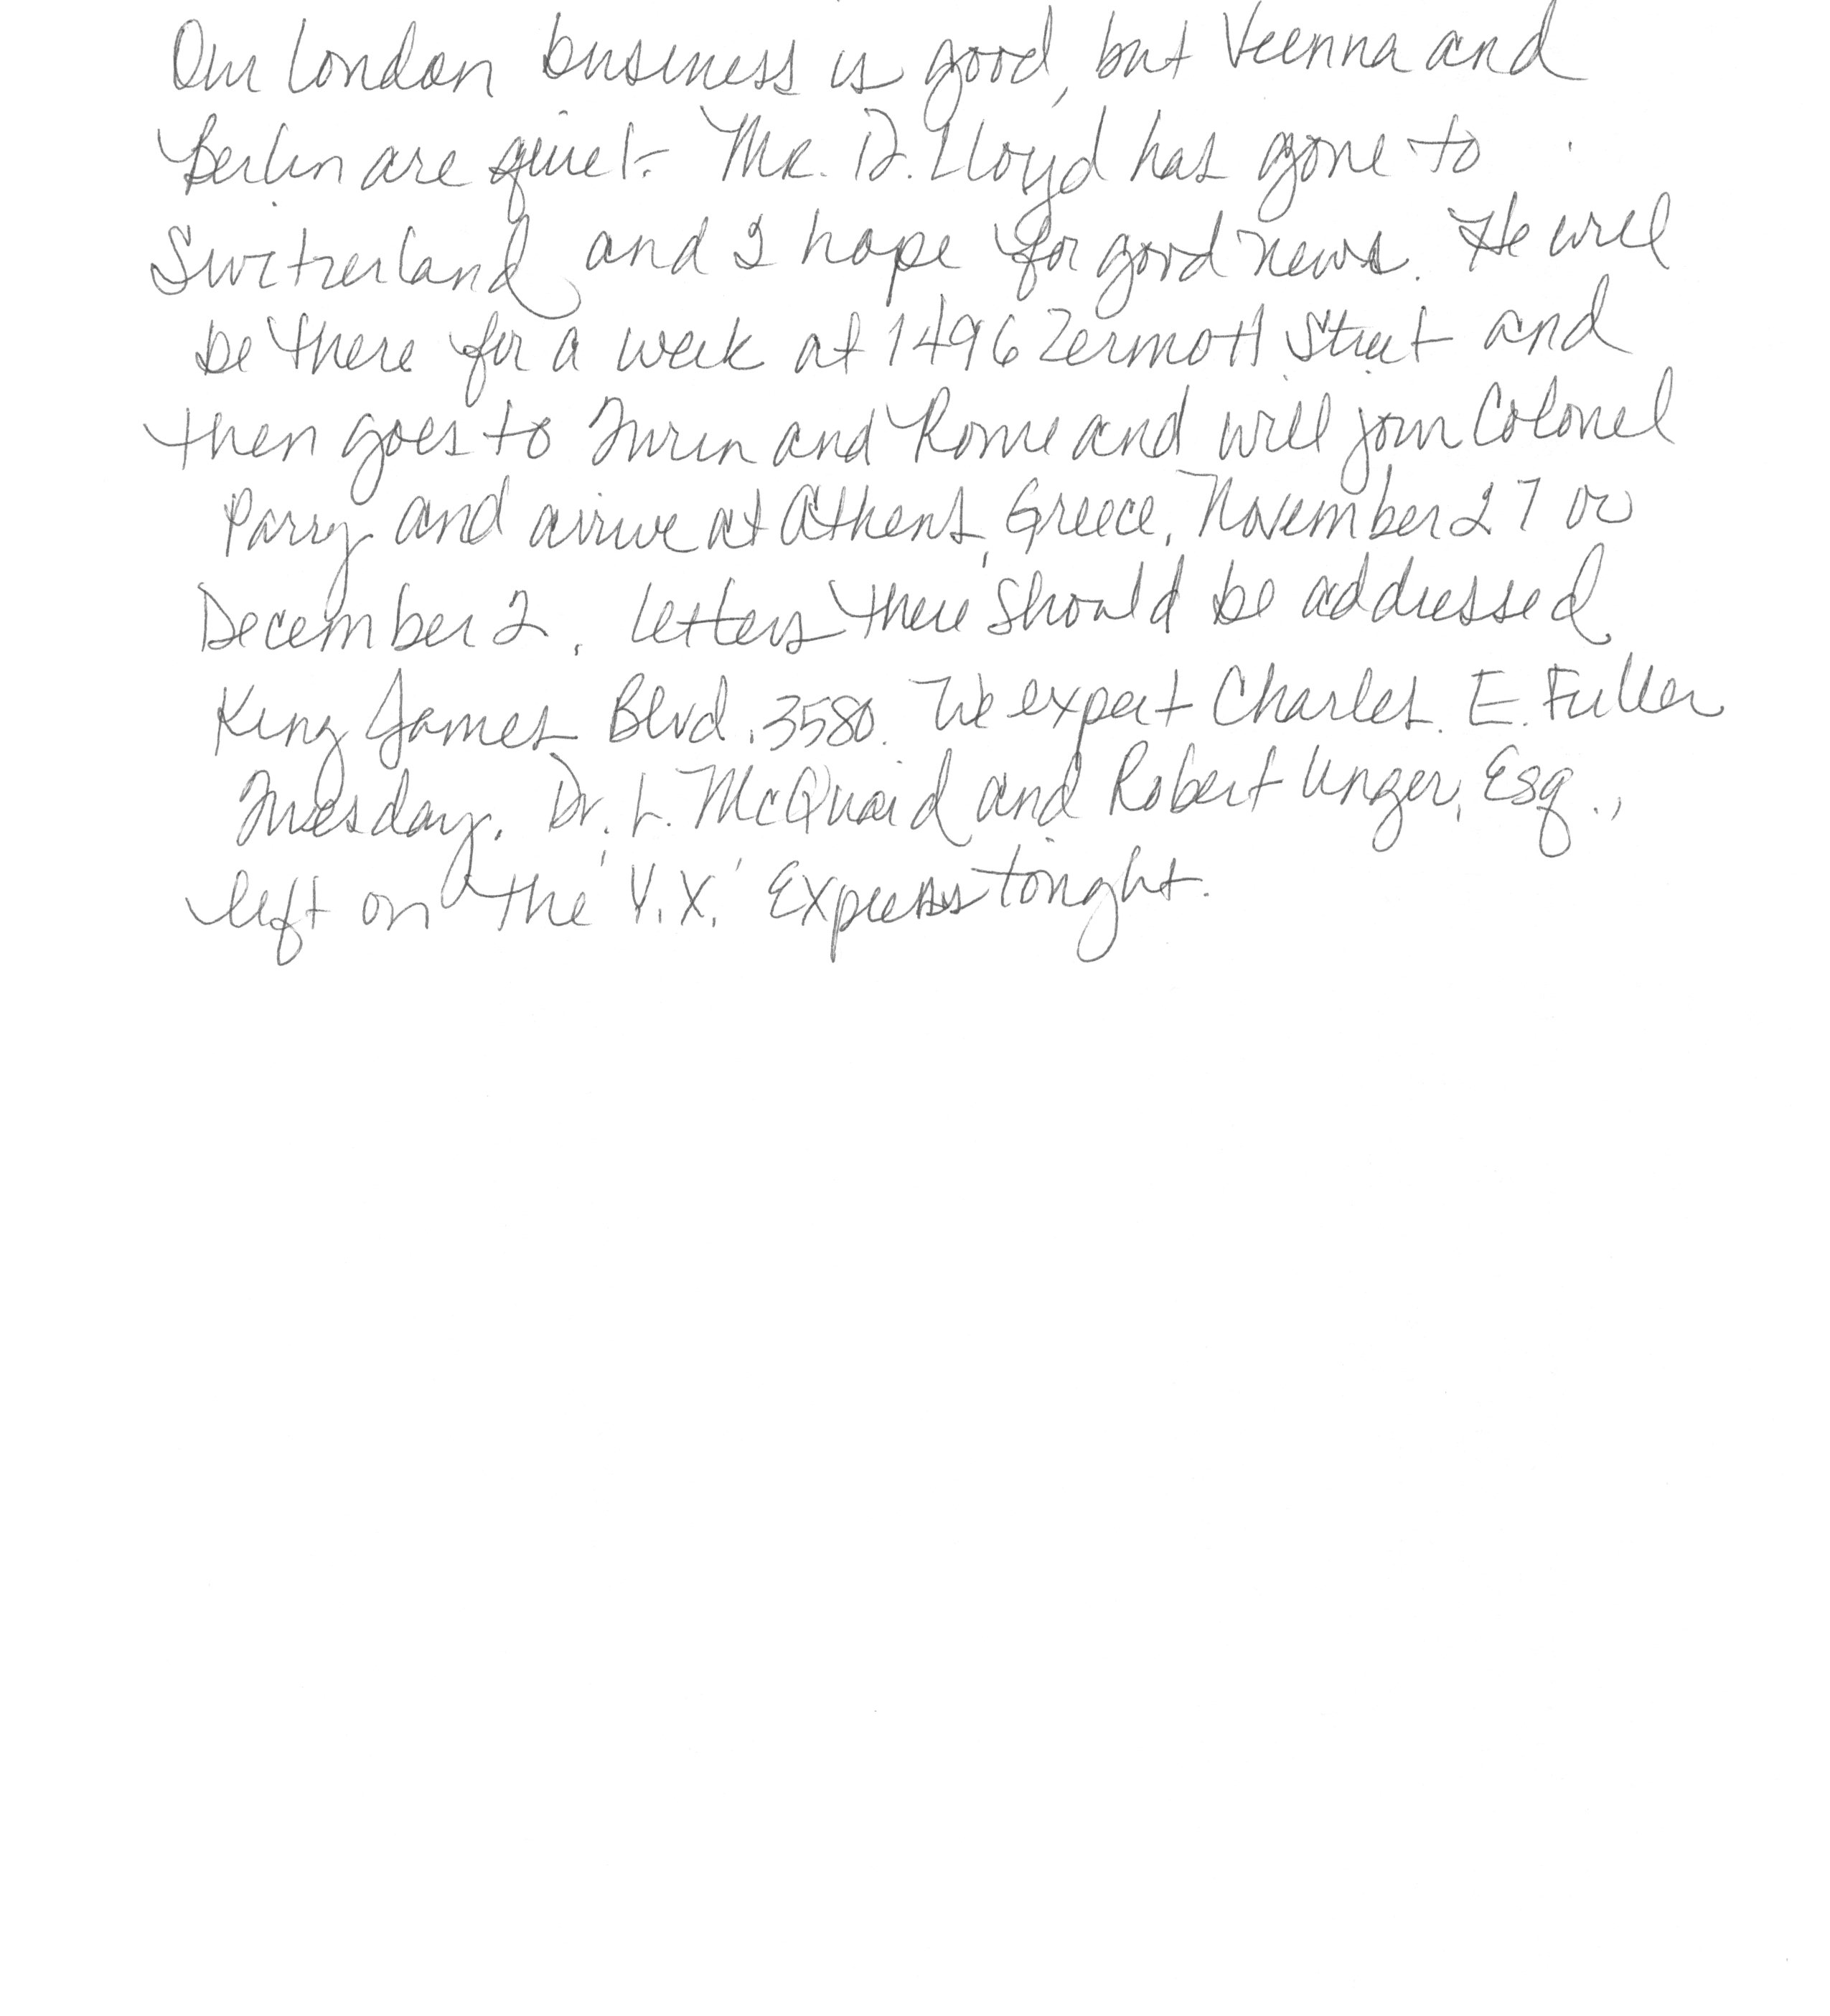 Our London business is good, but Vienna and
Berlin are quiet. Mr. D. Lloyd has gone to
Switzerland and I hope for good news. He will
be there for a week at 1496 Zermott Street and
then goes to Turin and Rome and will join Colonel
Parry and arrive at Athens, Greece, November 27 or
December 2. Letters there should be addressed
King James Blvd. 3580. We expect Charles E. Fuller
Tuesday. Dr. L. McQuaid and Robert Unger, Esq.,
left on the 'Y.X.' Express tonight.